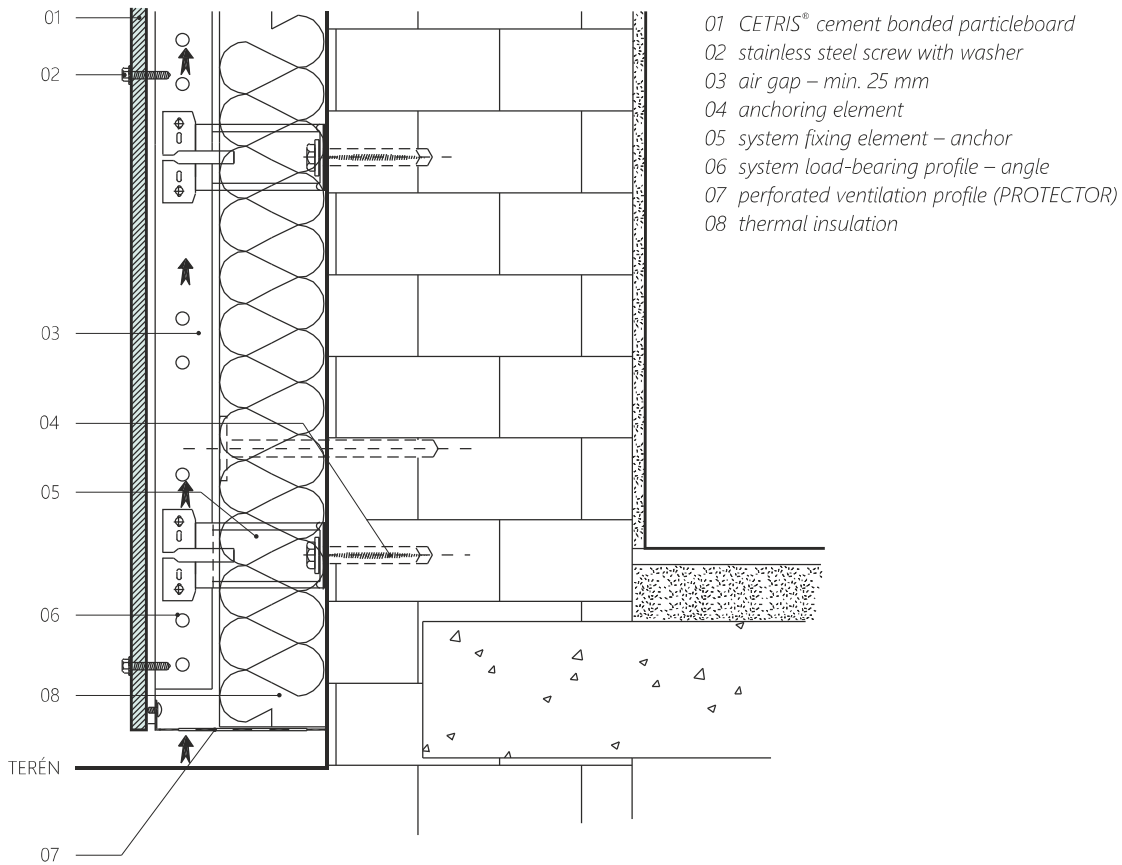 01
02
03
04
05
06
08
TERÉN
07
01 CETRIS® cement bonded particleboard
02 stainless steel screw with washer
03 air gap – min. 25 mm
04 anchoring element
05 system fixing element – anchor
06 system load-bearing profile – angle
07 perforated ventilation profile (PROTECTOR)
08 thermal insulation